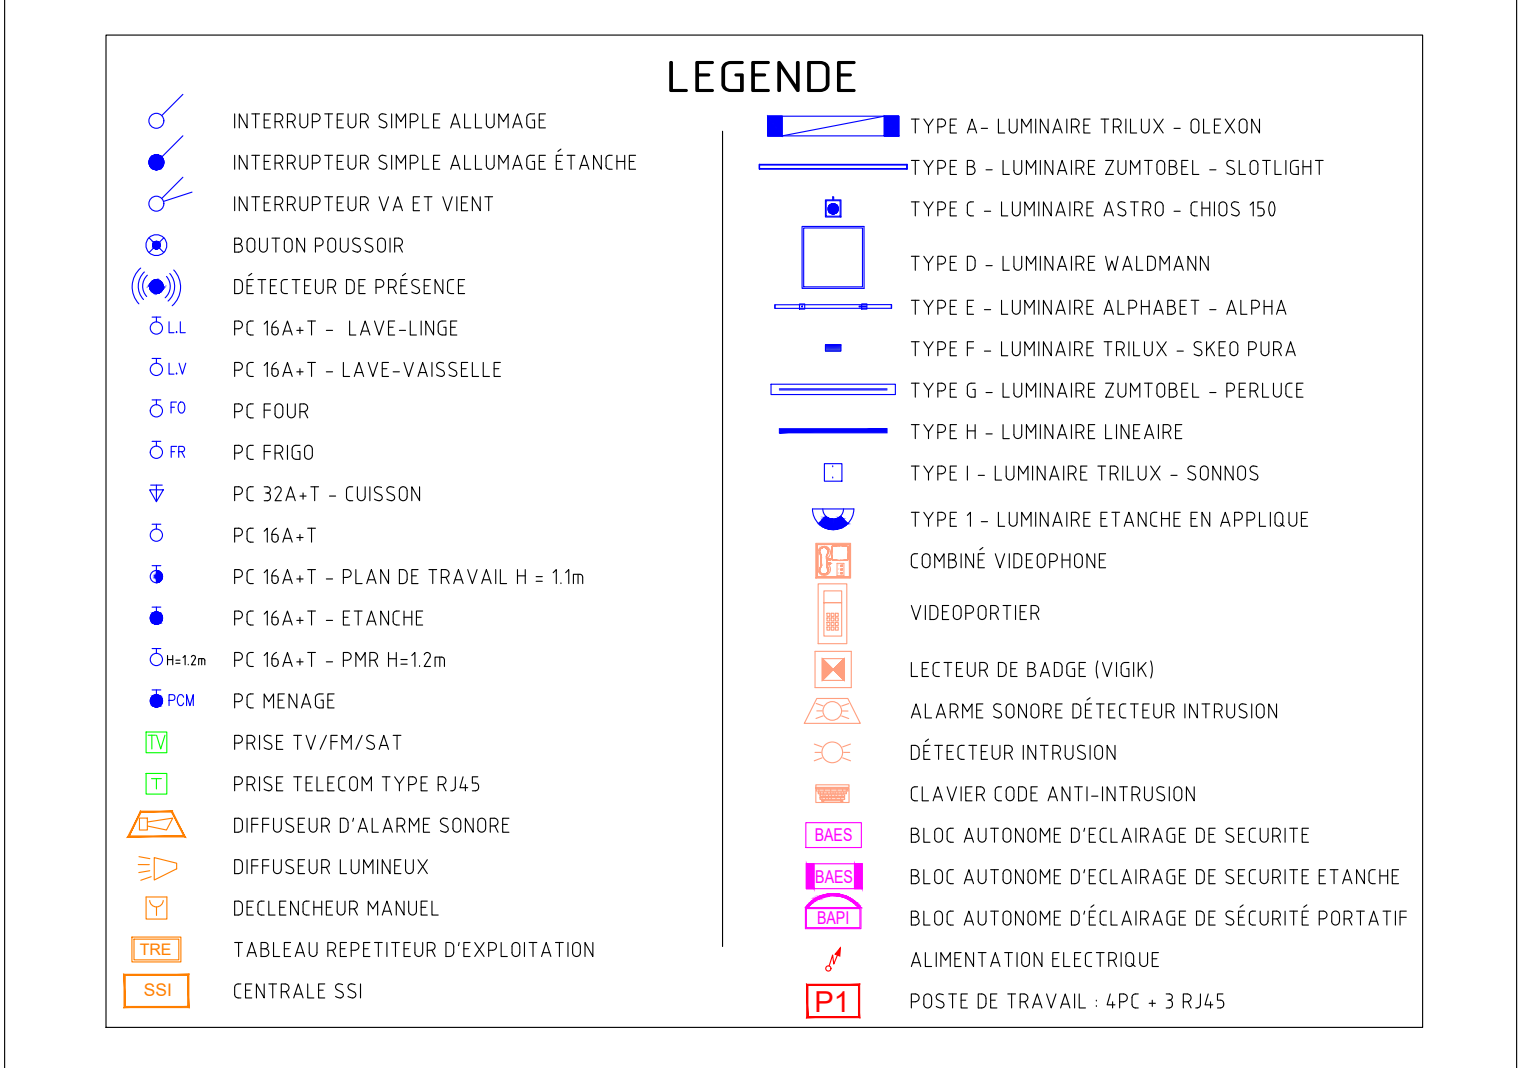 LEGENDE
INTERRUPTEUR SIMPLE ALLUMAGE
INTERRUPTEUR SIMPLE ALLUMAGE ÉTANCHE
INTERRUPTEUR VA ET VIENT
BOUTON POUSSOIR
DÉTECTEUR DE PRÉSENCE
L.L PC 16A+T - LAVE-LINGE
L.V PC 16A+T - LAVE-VAISSELLE
FO PC FOUR
FR PC FRIGO
PC 32A+T - CUISSON
PC 16A+T
PC 16A+T - PLAN DE TRAVAIL H = 1.1m
PC 16A+T - ETANCHE
H=1.2m PC 16A+T - PMR H=1.2m
PCM PC MENAGE
TV PRISE TV/FM/SAT
T PRISE TELECOM TYPE RJ45
DIFFUSEUR D'ALARME SONORE
DIFFUSEUR LUMINEUX
DECLENCHEUR MANUEL
TRE TABLEAU REPETITEUR D'EXPLOITATION
SSI CENTRALE SSI
TYPE A- LUMINAIRE TRILUX - OLEXON
TYPE B - LUMINAIRE ZUMTOBEL - SLOTLIGHT
TYPE C - LUMINAIRE ASTRO - CHIOS 150
TYPE D - LUMINAIRE WALDMANN
TYPE E - LUMINAIRE ALPHABET - ALPHA
TYPE F - LUMINAIRE TRILUX - SKEO PURA
TYPE G - LUMINAIRE ZUMTOBEL - PERLUCE
TYPE H - LUMINAIRE LINEAIRE
TYPE I - LUMINAIRE TRILUX - SONNOS
TYPE 1 - LUMINAIRE ETANCHE EN APPLIQUE
COMBINÉ VIDEOPHONE
VIDEOPORTIER
LECTEUR DE BADGE (VIGIK)
ALARME SONORE DÉTECTEUR INTRUSION
DÉTECTEUR INTRUSION
CLAVIER CODE ANTI-INTRUSION
BAES BLOC AUTONOME D'ECLAIRAGE DE SECURITE
BAES BLOC AUTONOME D'ECLAIRAGE DE SECURITE ETANCHE
BAPI BLOC AUTONOME D'ÉCLAIRAGE DE SÉCURITÉ PORTATIF
ALIMENTATION ELECTRIQUE
P1 POSTE DE TRAVAIL : 4PC + 3 RJ45